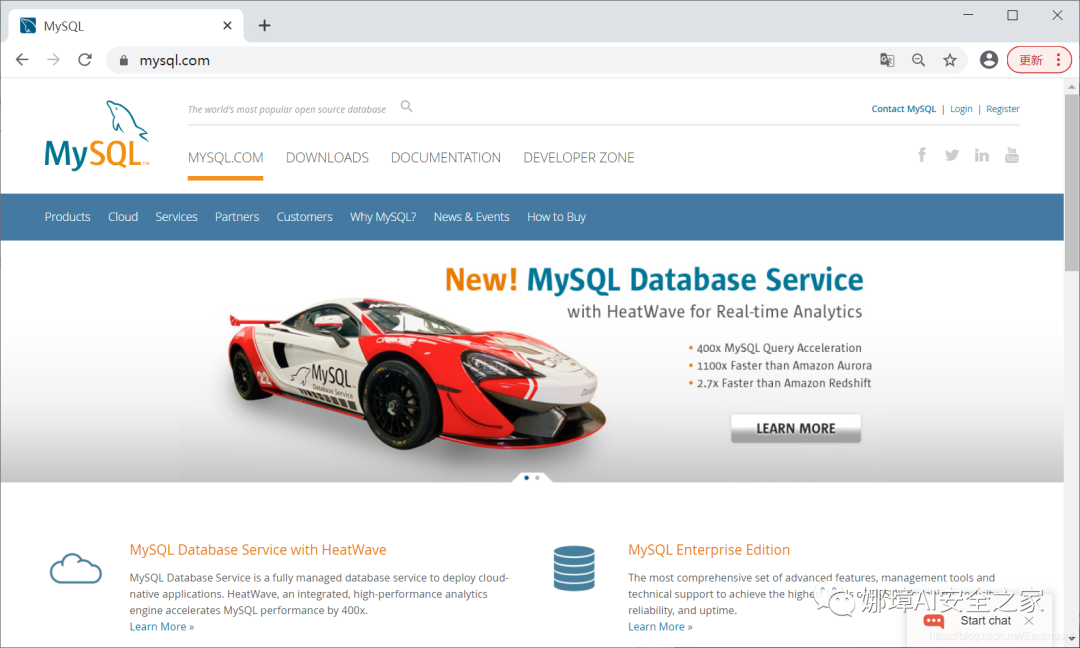 MySQL
mysql.com
更新
The world's most popular open source database
Contact MySQL | Login | Register
MySQL™
MYSQL.COM DOWNLOADS DOCUMENTATION DEVELOPER ZONE
Products Cloud Services Partners Customers Why MySQL? News & Events How to Buy
New! MySQL Database Service
with HeatWave for Real-time Analytics
• 400x MySQL Query Acceleration
• 1100x Faster than Amazon Aurora
• 2.7x Faster than Amazon Redshift
LEARN MORE
MySQL
Database Service
MySQL Database Service with HeatWave
MySQL Database Service is a fully managed database service to deploy cloud-
native applications. HeatWave, an integrated, high-performance analytics
engine accelerates MySQL performance by 400x.
Learn More »
MySQL Enterprise Edition
The most comprehensive set of advanced features, management tools and
technical support to achieve the highest
reliability, and uptime.
Learn More »
娜璋AI安全之家
Start chat
https://blog.csdn.net/Eastmount